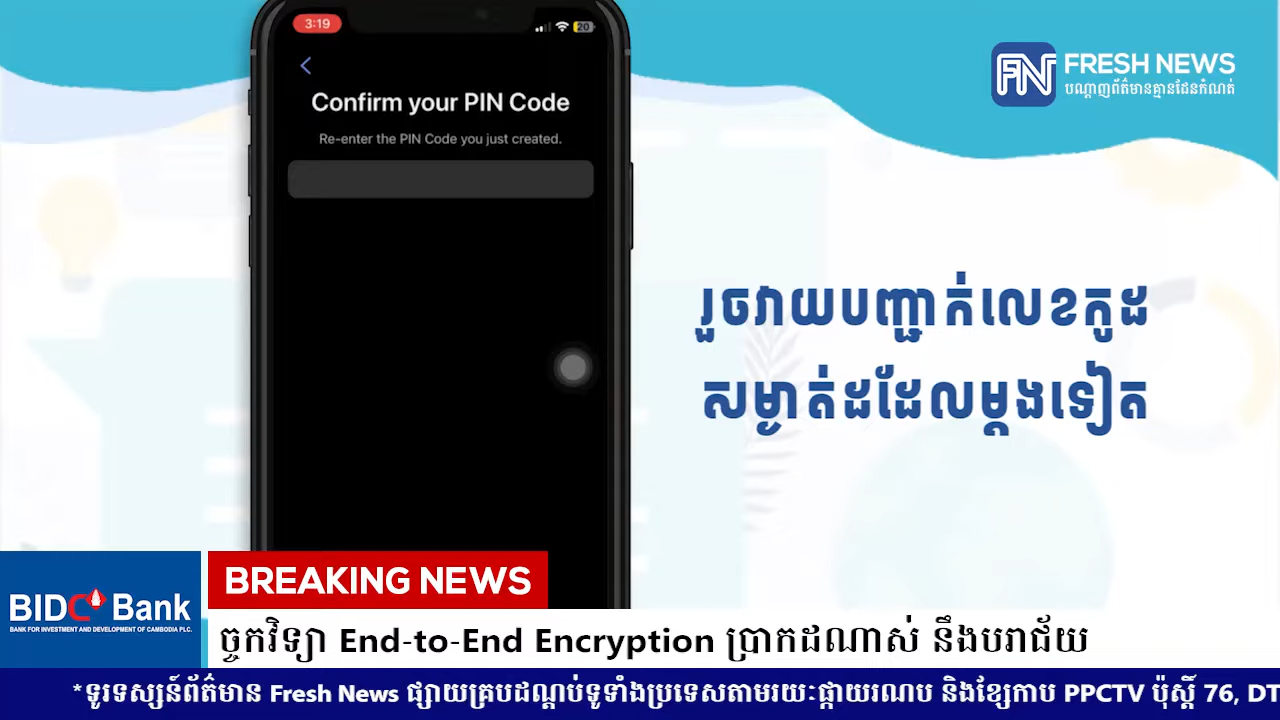 3:19
20
Confirm your PIN Code
Re-enter the PIN Code you just created.
FN FRESH NEWS
បណ្ដាញព័ត៌មានគ្មានដែនកំណត់
រួចវាយបញ្ជាក់លេខកូដ
សម្ងាត់ដដែលម្ដងទៀត
BREAKING NEWS
BIDC Bank
BANK FOR INVESTMENT AND DEVELOPMENT OF CAMBODIA PLC.
ច្ចកវិទ្យា End-to-End Encryption ប្រាកដណាស់ នឹងបរាជ័យ
*ទូរទស្សន៍ព័ត៌មាន Fresh News ផ្សាយគ្របដណ្ដប់ទូទាំងប្រទេសតាមរយៈផ្កាយរណប និងខ្សែកាប PPCTV ប៉ុស្តិ៍ 76, DT